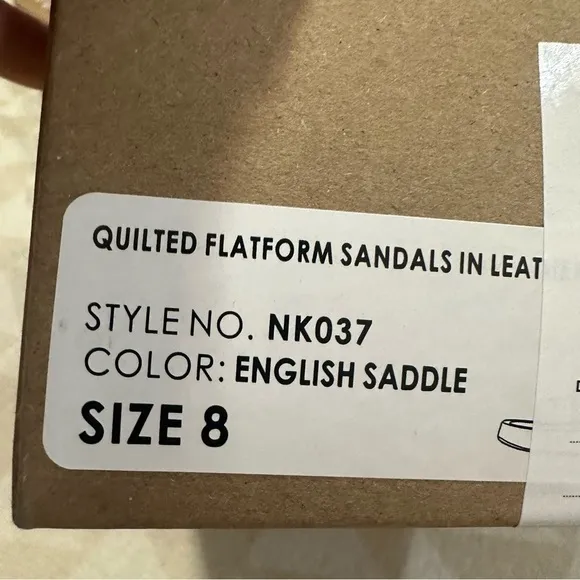 QUILTED FLATFORM SANDALS IN LEAT
STYLE NO. NK037
COLOR: ENGLISH SADDLE
SIZE 8